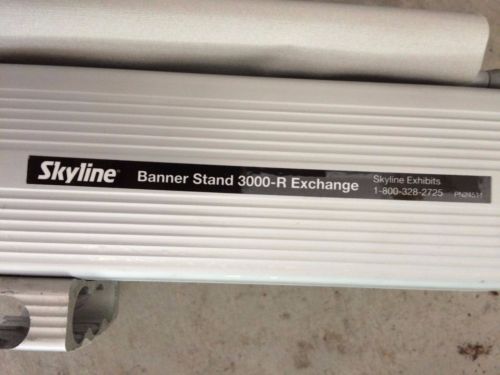 Skyline® Banner Stand 3000-R Exchange
Skyline Exhibits
1-800-328-2725